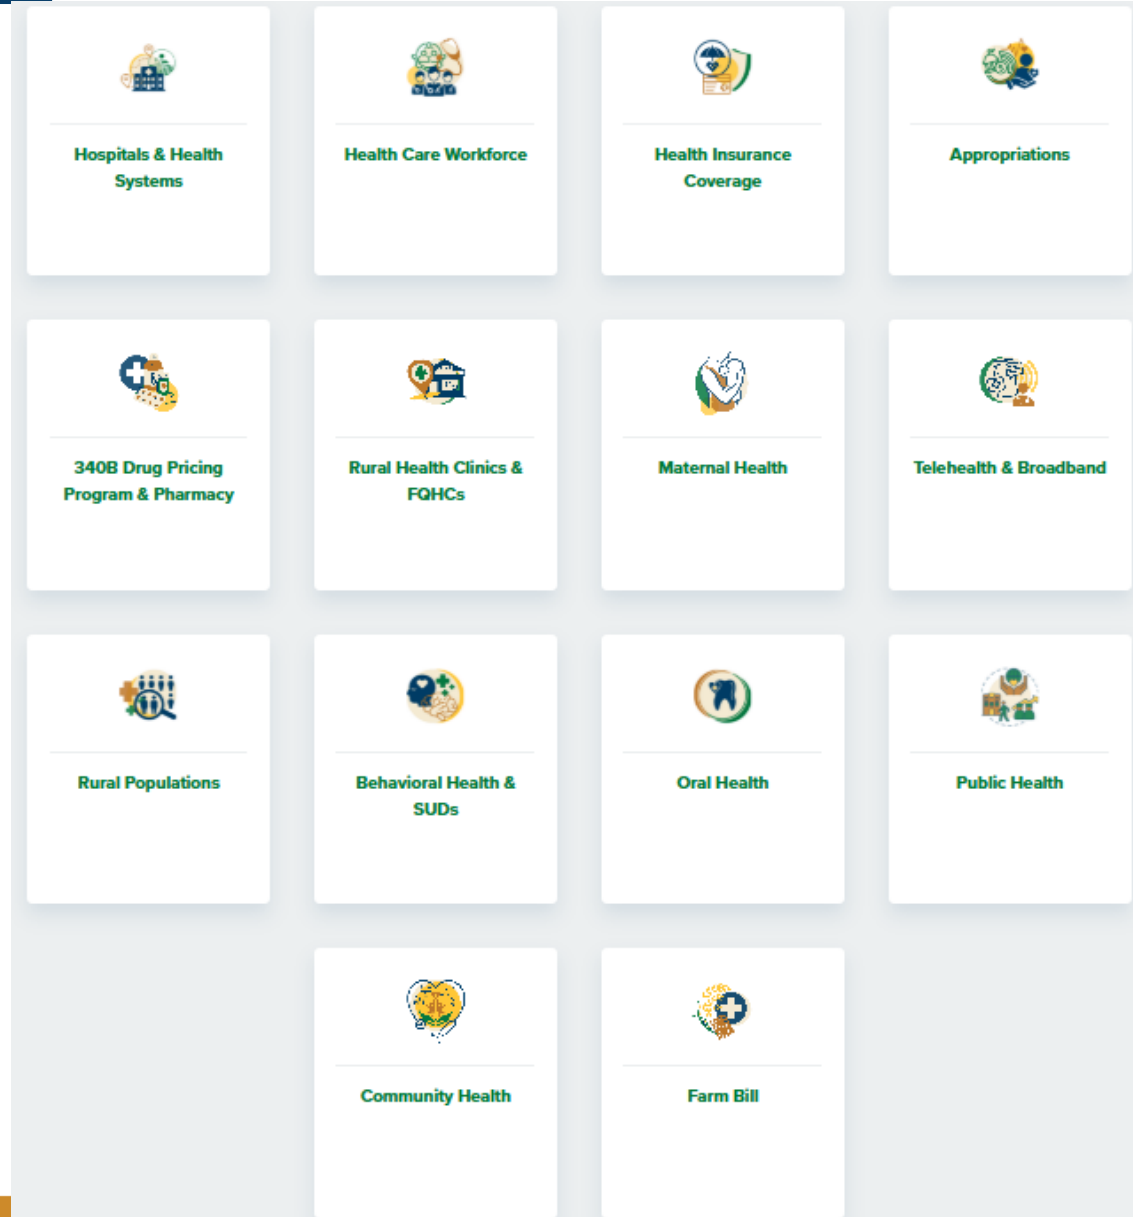 Hospitals & Health
Systems
Health Care Workforce
Health Insurance
Coverage
Appropriations
340B Drug Pricing
Program & Pharmacy
Rural Health Clinics &
FQHCs
Maternal Health
Telehealth & Broadband
Rural Populations
Behavioral Health &
SUDs
Oral Health
Public Health
Community Health
Farm Bill